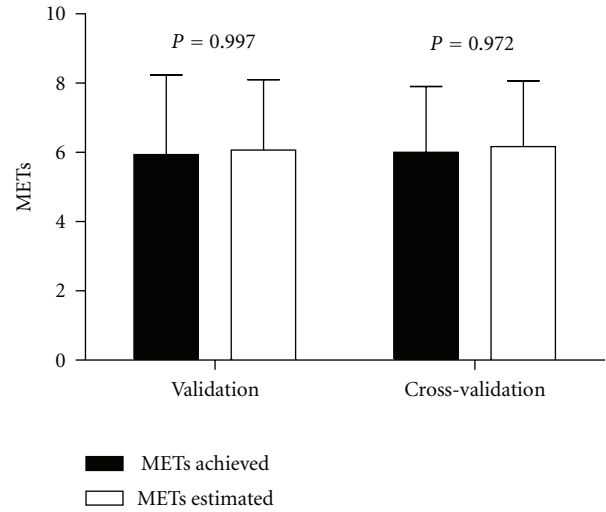 10
P = 0.997
P = 0.972
8
6
METs
4
2
0
Validation
Cross-validation
METs achieved
METs estimated